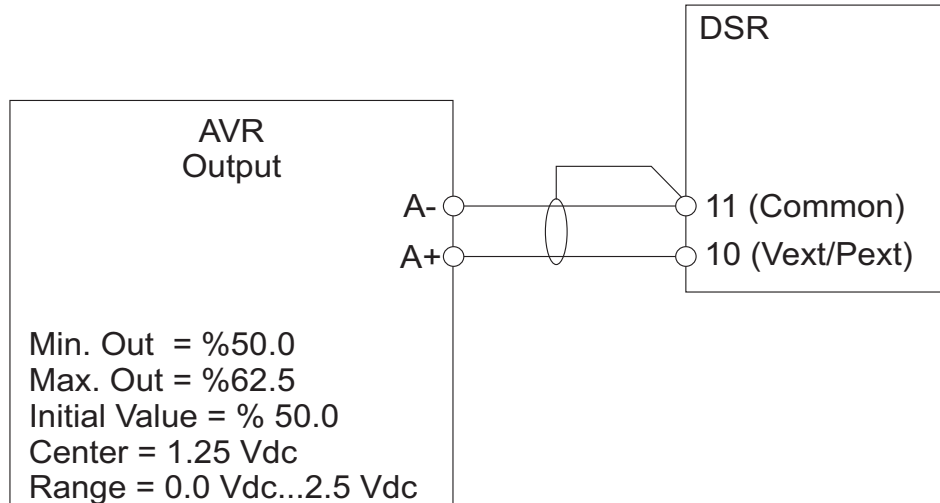 DSR
AVR
Output
A-
11 (Common)
A+
10 (Vext/Pext)
Min. Out = %50.0
Max. Out = %62.5
Initial Value = % 50.0
Center = 1.25 Vdc
Range = 0.0 Vdc...2.5 Vdc